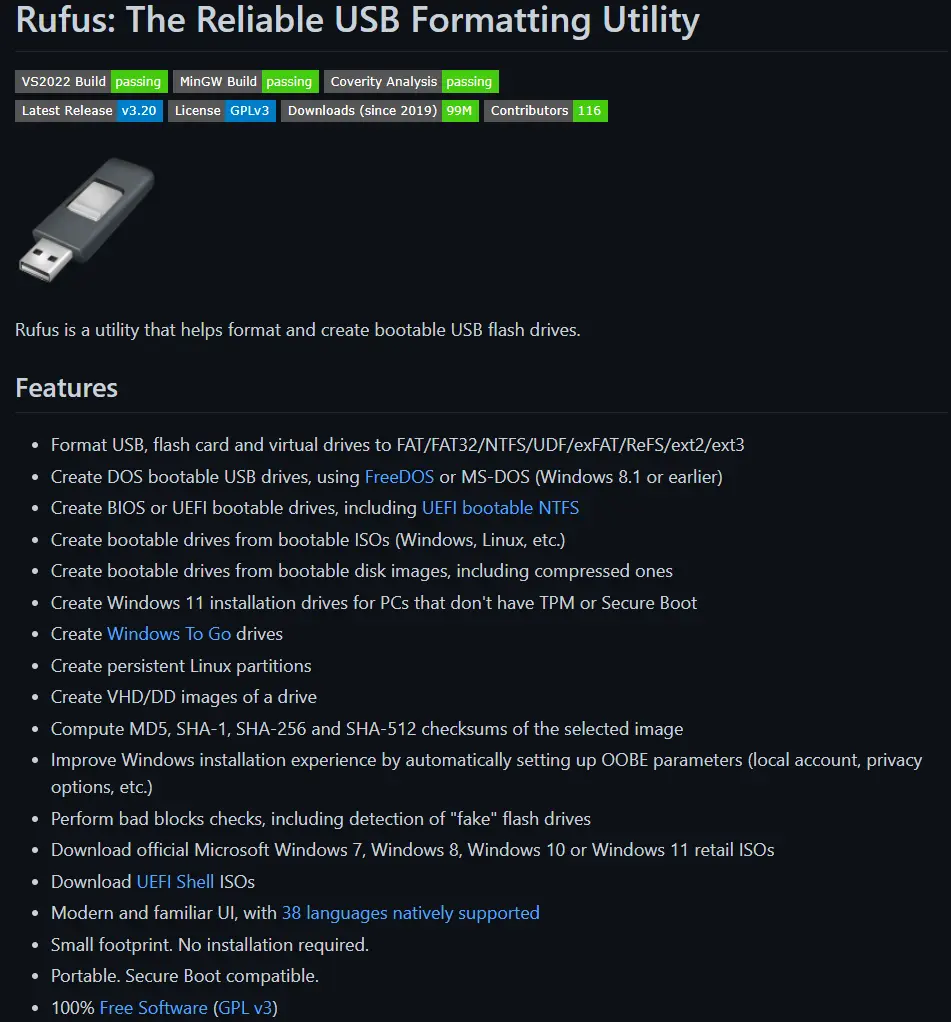 Rufus: The Reliable USB Formatting Utility
VS2022 Build passing MinGW Build passing Coverity Analysis passing
Latest Release v3.20 License GPLv3 Downloads (since 2019) 99M Contributors 116
Rufus is a utility that helps format and create bootable USB flash drives.
Features
• Format USB, flash card and virtual drives to FAT/FAT32/NTFS/UDF/exFAT/ReFS/ext2/ext3
• Create DOS bootable USB drives, using FreeDOS or MS-DOS (Windows 8.1 or earlier)
• Create BIOS or UEFI bootable drives, including UEFI bootable NTFS
• Create bootable drives from bootable ISOs (Windows, Linux, etc.)
• Create bootable drives from bootable disk images, including compressed ones
• Create Windows 11 installation drives for PCs that don't have TPM or Secure Boot
• Create Windows To Go drives
• Create persistent Linux partitions
• Create VHD/DD images of a drive
• Compute MD5, SHA-1, SHA-256 and SHA-512 checksums of the selected image
• Improve Windows installation experience by automatically setting up OOBE parameters (local account, privacy
options, etc.)
• Perform bad blocks checks, including detection of "fake" flash drives
• Download official Microsoft Windows 7, Windows 8, Windows 10 or Windows 11 retail ISOs
• Download UEFI Shell ISOs
• Modern and familiar UI, with 38 languages natively supported
• Small footprint. No installation required.
• Portable. Secure Boot compatible.
• 100% Free Software (GPL v3)